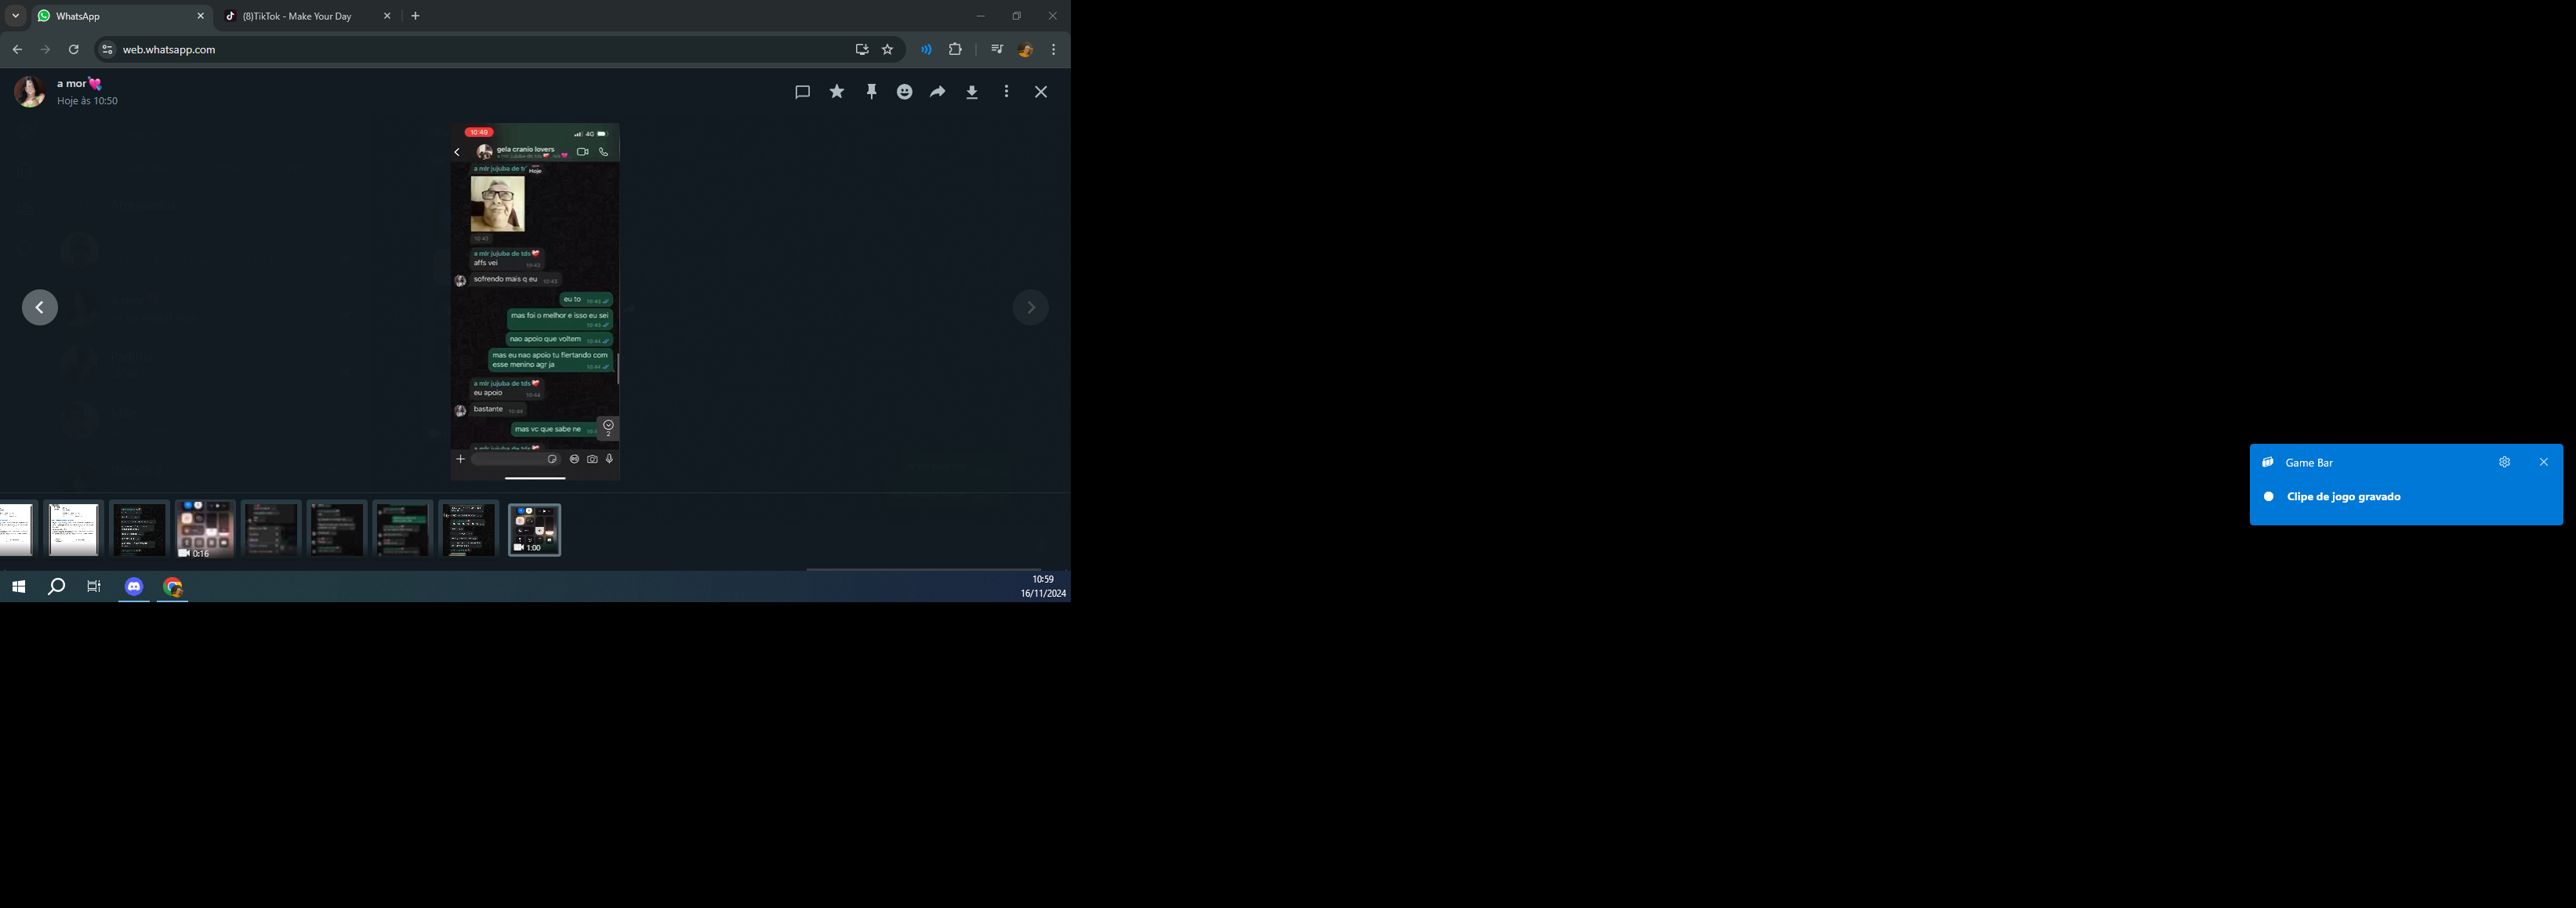 WhatsApp
(8)TikTok - Make Your Day
web.whatsapp.com
a mor💘
Hoje às 10:50
10:49
4G
gela cranio lovers
a mlr jujuba de t
Hoje
10:43
a mlr jujuba de tds❤️‍🩹
affs vei
10:43
sofrendo mais q eu
10:43
eu to
10:43
mas foi o melhor e isso eu sei
10:43
nao apoio que voltem
10:44
mas eu nao apoio tu flertando com
esse menino agr ja
10:44
a mlr jujuba de tds❤️‍🩹
eu apoio
10:44
bastante
10:44
mas vc que sabe ne
2
a mlr jujuba de tds❤️‍🩹
0:16
1:00
10:59
16/11/2024
Game Bar
Clipe de jogo gravado